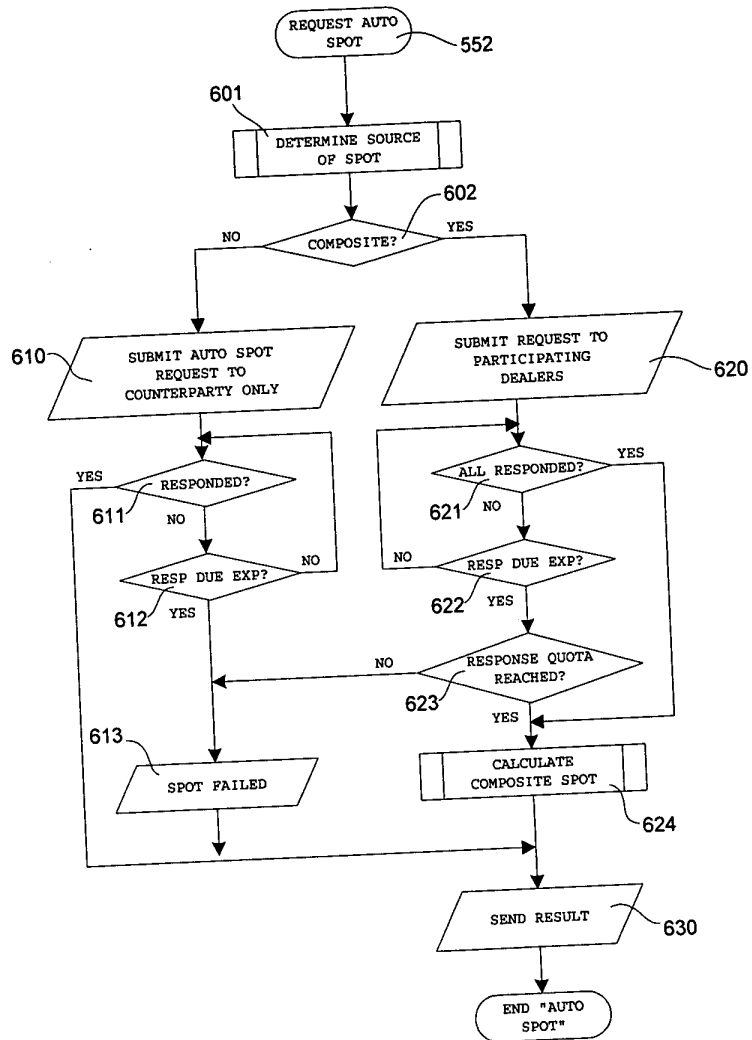 REQUEST AUTO
SPOT
552
601
DETERMINE SOURCE
OF SPOT
602
NO
COMPOSITE?
YES
610
SUBMIT AUTO SPOT
REQUEST TO
COUNTERPARTY ONLY
SUBMIT REQUEST TO
PARTICIPATING
DEALERS
620
YES
RESPONDED?
611
NO
ALL RESPONDED?
YES
621
NO
RESP DUE EXP?
NO
612
YES
NO
RESP DUE EXP?
622
YES
NO
RESPONSE QUOTA
REACHED?
623
YES
613
SPOT FAILED
CALCULATE
COMPOSITE SPOT
624
SEND RESULT
630
END "AUTO
SPOT"